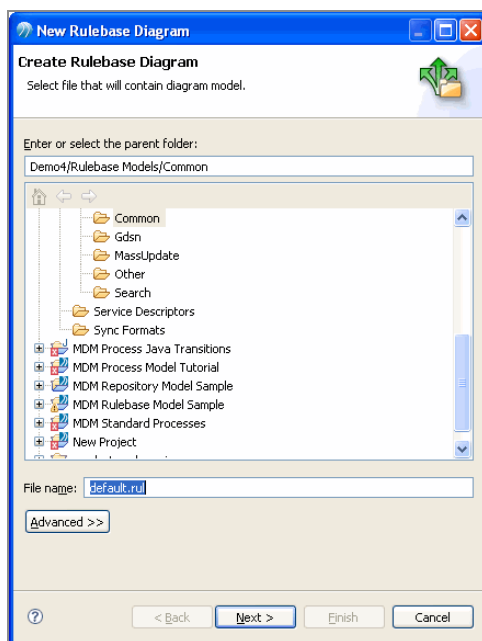 New Rulebase Diagram
Create Rulebase Diagram
Select file that will contain diagram model.
Enter or select the parent folder:
Demo4/Rulebase Models/Common
Common
Gdsn
MassUpdate
Other
Search
Service Descriptors
Sync Formats
MDM Process Java Transitions
MDM Process Model Tutorial
MDM Repository Model Sample
MDM Rulebase Model Sample
MDM Standard Processes
New Project
File name: default.rul
Advanced >>
< Back Next > Finish Cancel